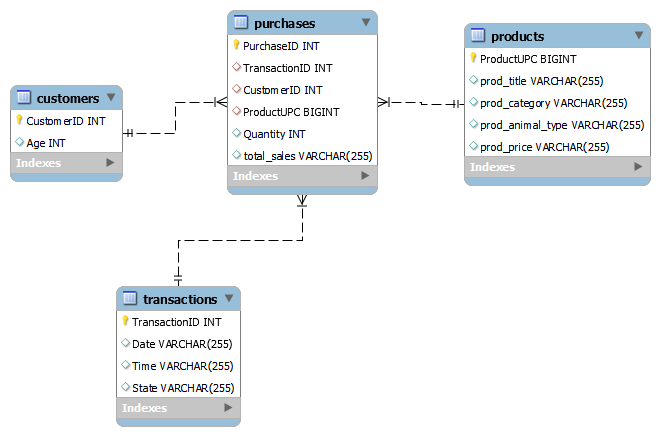 purchases
PurchaseID INT
TransactionID INT
CustomerID INT
ProductUPC BIGINT
Quantity INT
total_sales VARCHAR(255)
Indexes
products
ProductUPC BIGINT
prod_title VARCHAR(255)
prod_category VARCHAR(255)
prod_animal_type VARCHAR(255)
prod_price VARCHAR(255)
Indexes
customers
CustomerID INT
Age INT
Indexes
transactions
TransactionID INT
Date VARCHAR(255)
Time VARCHAR(255)
State VARCHAR(255)
Indexes